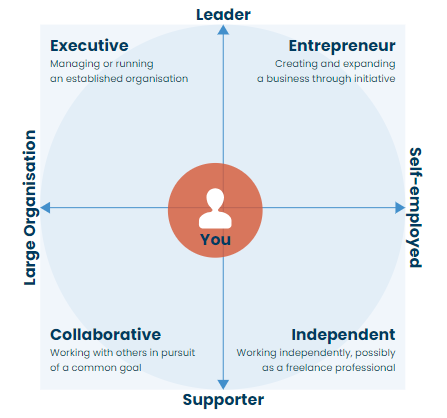 Leader
Executive
Managing or running
an established organisation
Entrepreneur
Creating and expanding
a business through initiative
Large Organisation
Self-employed
You
Collaborative
Working with others in pursuit
of a common goal
Independent
Working independently, possibly
as a freelance professional
Supporter